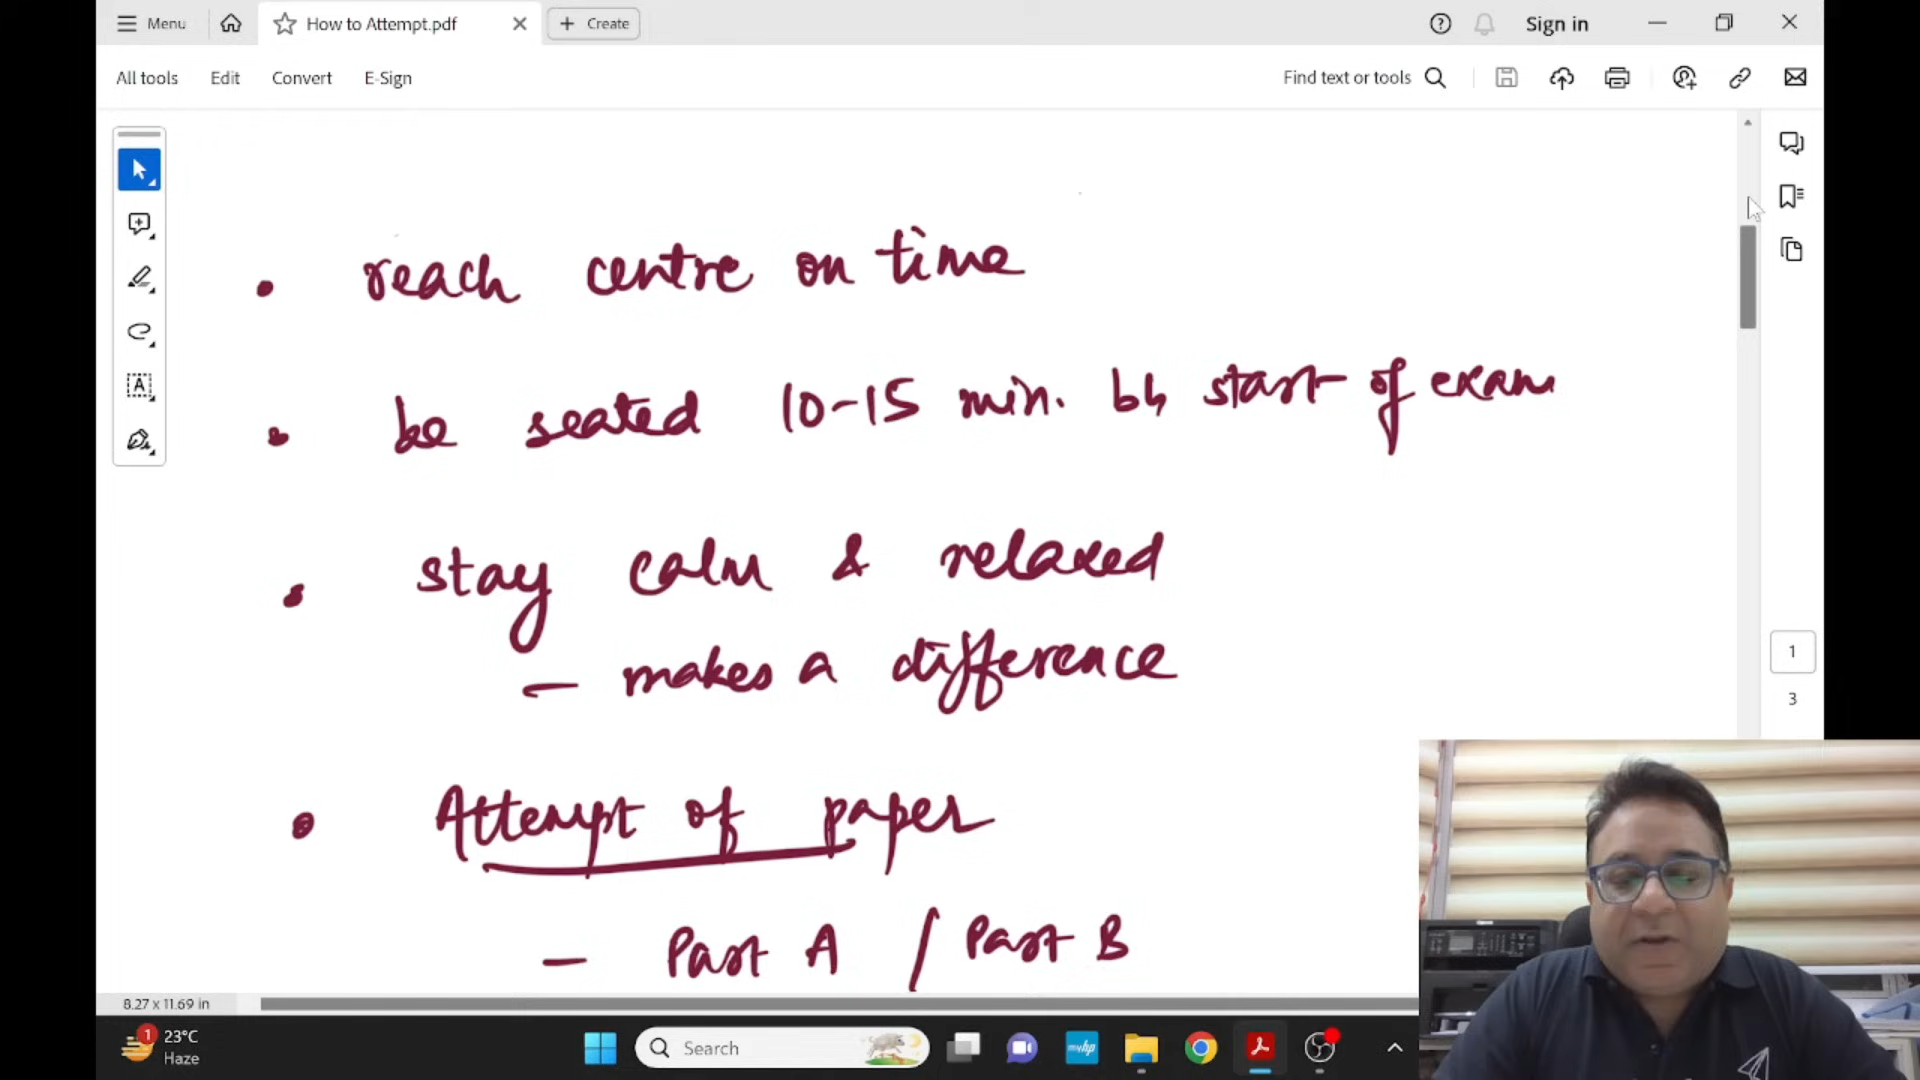 Menu
How to Attempt.pdf
+ Create
Sign in
All tools
Edit
Convert
E-Sign
Find text or tools
• reach centre on time
• be seated 10-15 min. b4 start of exam
• stay calm & relaxed
— makes a difference
• Attempt of paper
— Part A / Part B
1
3
8.27 x 11.69 in
1
23°C
Haze
Search
myhp